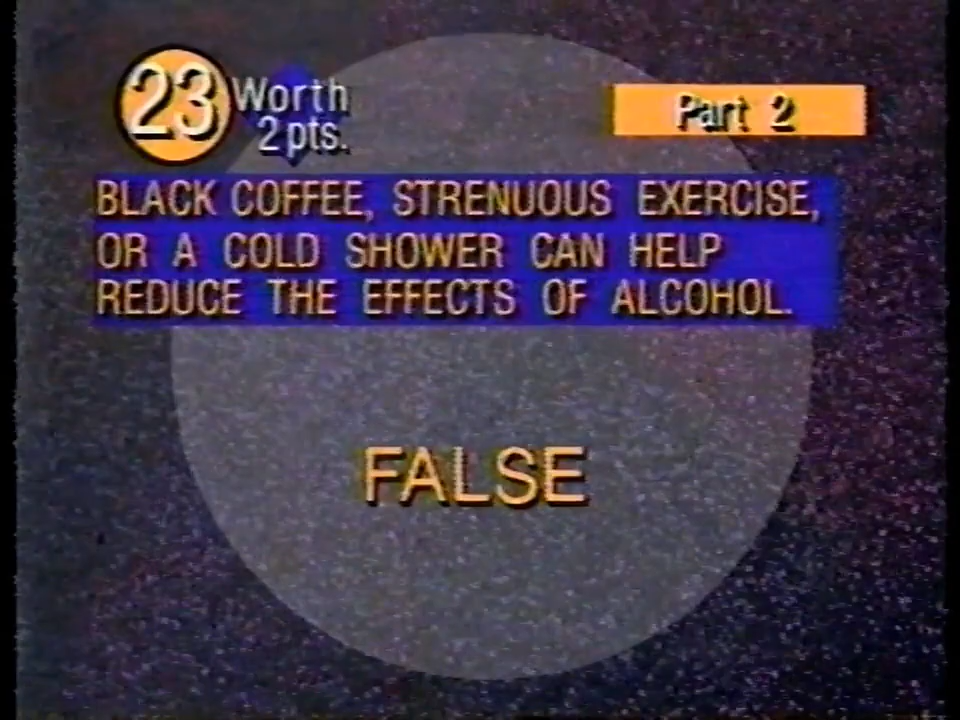 23 Worth
2 pts.
Part 2
BLACK COFFEE, STRENUOUS EXERCISE,
OR A COLD SHOWER CAN HELP
REDUCE THE EFFECTS OF ALCOHOL.
FALSE